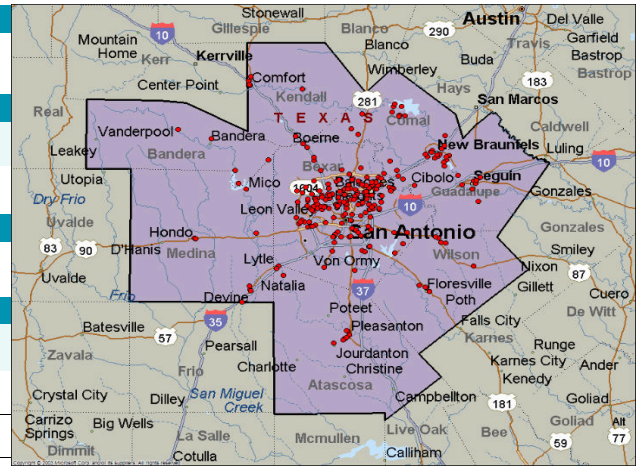 Stonewall
Austin
Del Valle
Gillespie
Blanco
290
Mountain
Home
10
Kerrville
Blanco
Travis
Garfield
Kerr
Buda
Bastrop
Wimberley
Bastrop
Center Point
Comfort
183
Kendall
Hays
281
San Marcos
Real
TEXAS
Comal
Caldwell
Vanderpool
Bandera
Boerne
New Braunfels
Luling
Leakey
Bandera
Bexar
10
Utopia
Mico
1604
Cibolo
Seguin
Guadalupe
Gonzales
Dry Frio
Leon Valley
10
Uvalde
Hondo
San Antonio
Gonzales
83
90
D'Hanis
Medina
Wilson
Smiley
Lytle
Von Ormy
Nixon
87
Uvalde
Natalia
37
Floresville
Gillett
Frio
Devine
Poth
Cuero
Poteet
De Witt
35
Falls City
Batesville
57
Pleasanton
Karnes
Pearsall
Runge
Zavala
Jourdanton
Karnes City
Ander
Charlotte
Christine
Frio
Kenedy
Atascosa
Crystal City
Dilley
San Miguel
Creek
Campbellton
Goliad
181
Carrizo
Springs
Big Wells
Live Oak
Goliad
Alt
77
La Salle
Mcmullen
Bee
59
Dimmit
Cotulla
Calliham